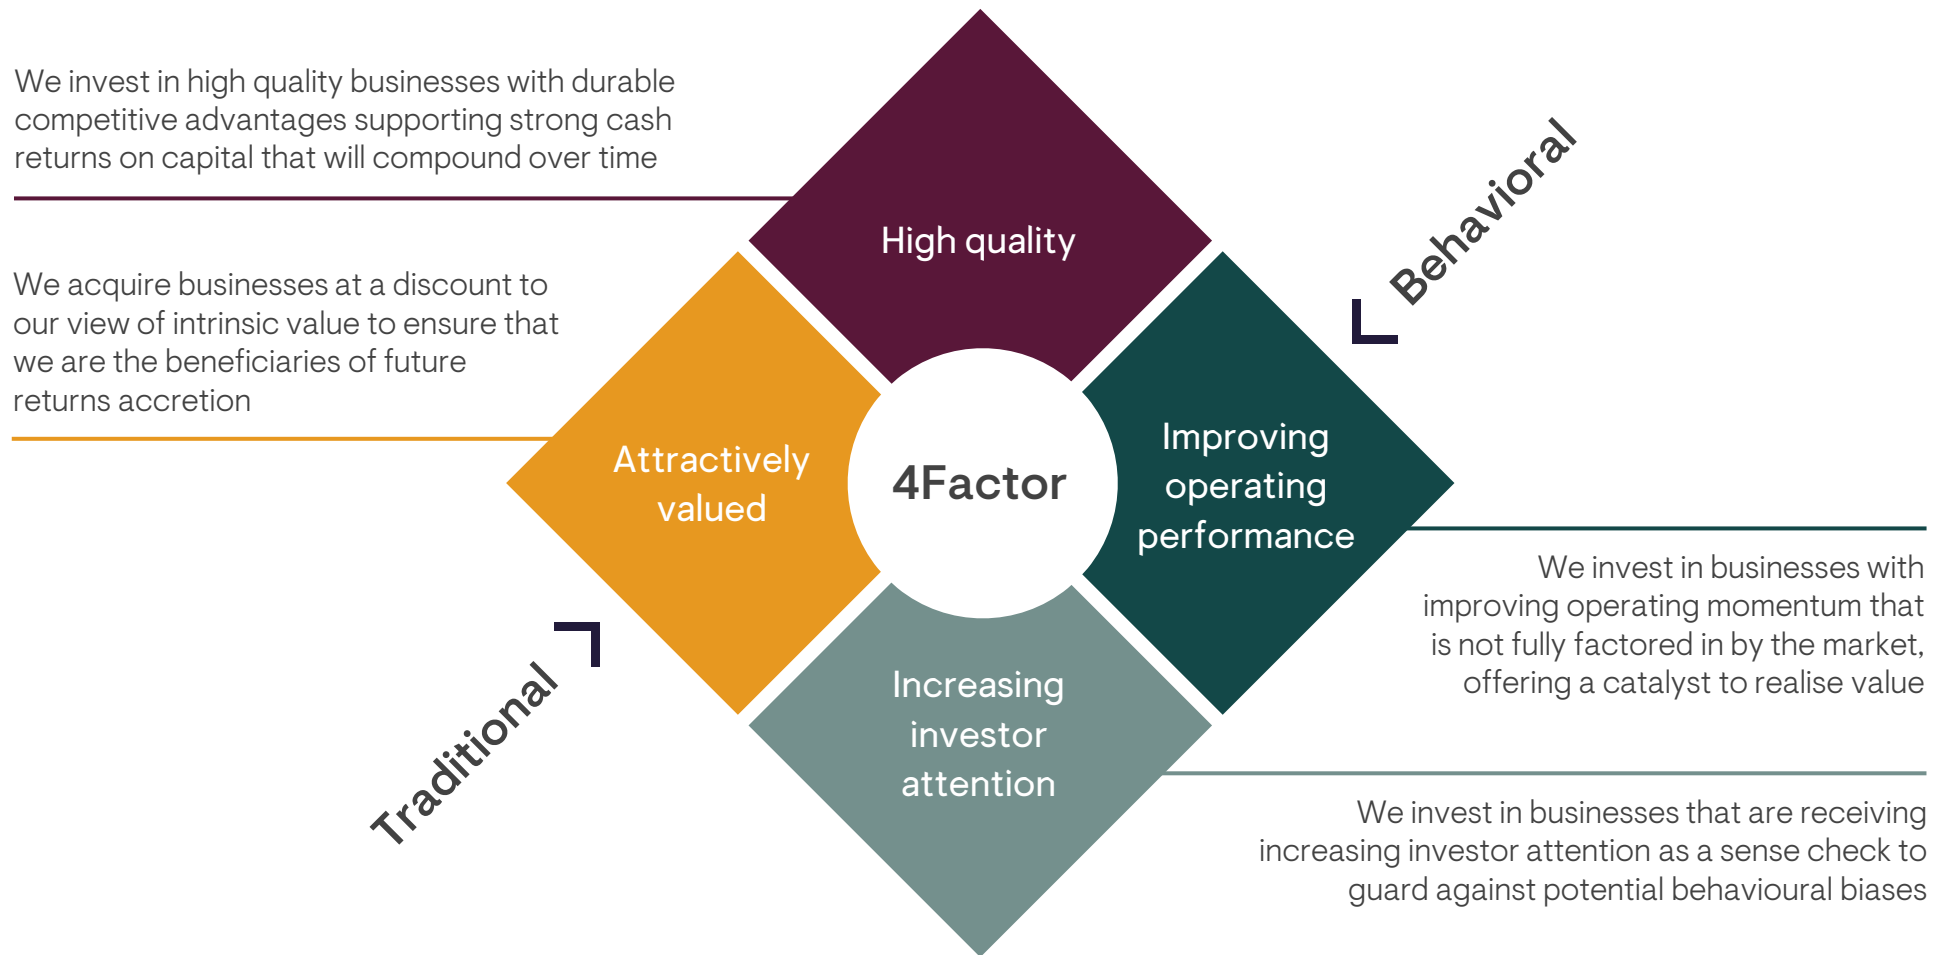 We invest in high quality businesses with durable
competitive advantages supporting strong cash
returns on capital that will compound over time
High quality
Behavioral
We acquire businesses at a discount to
our view of intrinsic value to ensure that
we are the beneficiaries of future
returns accretion
Attractively
valued
4Factor
Improving
operating
performance
We invest in businesses with
improving operating momentum that
is not fully factored in by the market,
offering a catalyst to realise value
Traditional
Increasing
investor
attention
We invest in businesses that are receiving
increasing investor attention as a sense check to
guard against potential behavioural biases